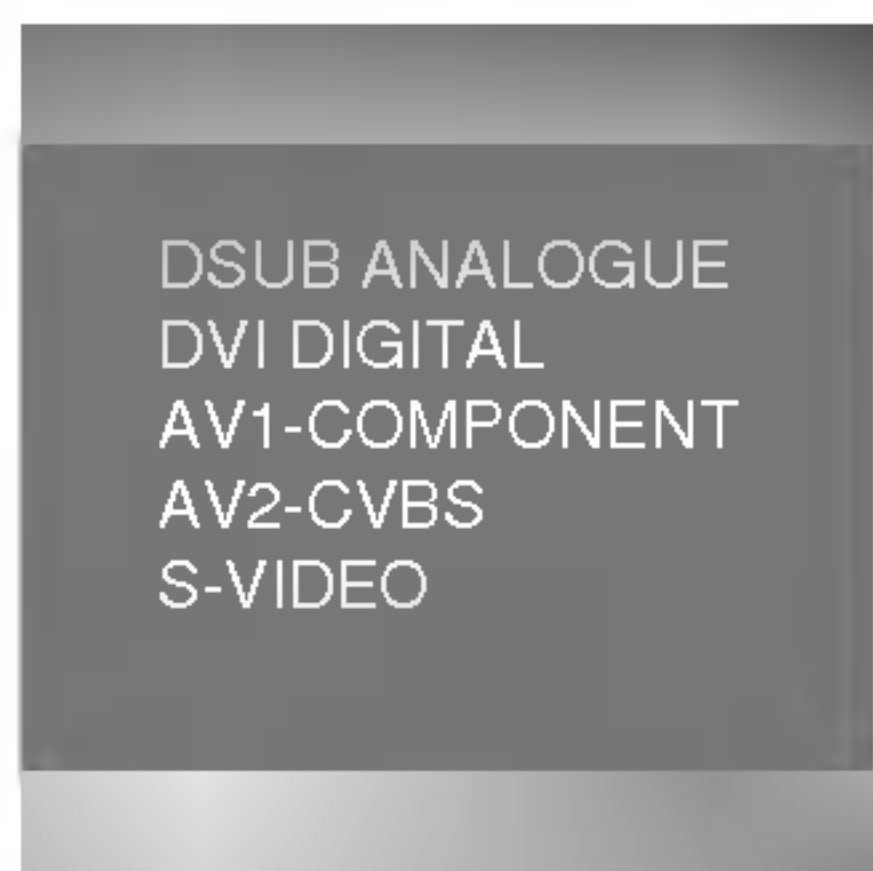 DSUB ANALOGUE
DVI DIGITAL
AV1-COMPONENT
AV2-CVBS
S-VIDEO